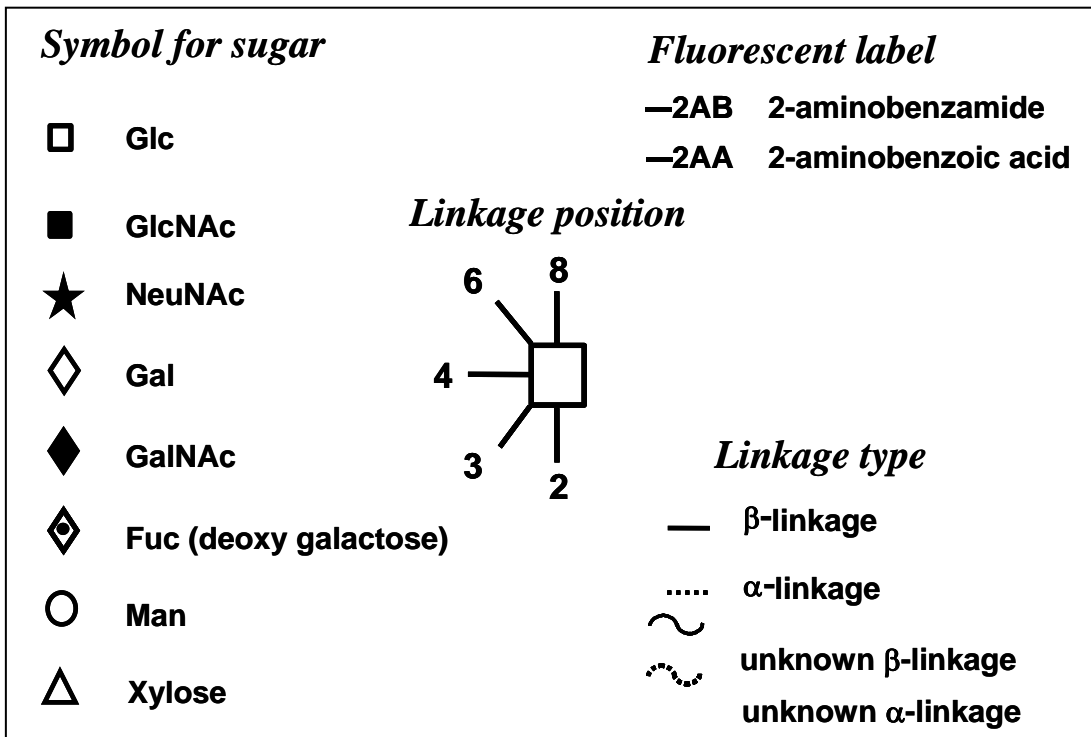 Symbol for sugar
Glc
GlcNAc
NeuNAc
Gal
GalNAc
Fuc (deoxy galactose)
Man
Xylose
Fluorescent label
—2AB 2-aminobenzamide
—2AA 2-aminobenzoic acid
Linkage position
6
8
4
3
2
Linkage type
β-linkage
α-linkage
unknown β-linkage
unknown α-linkage